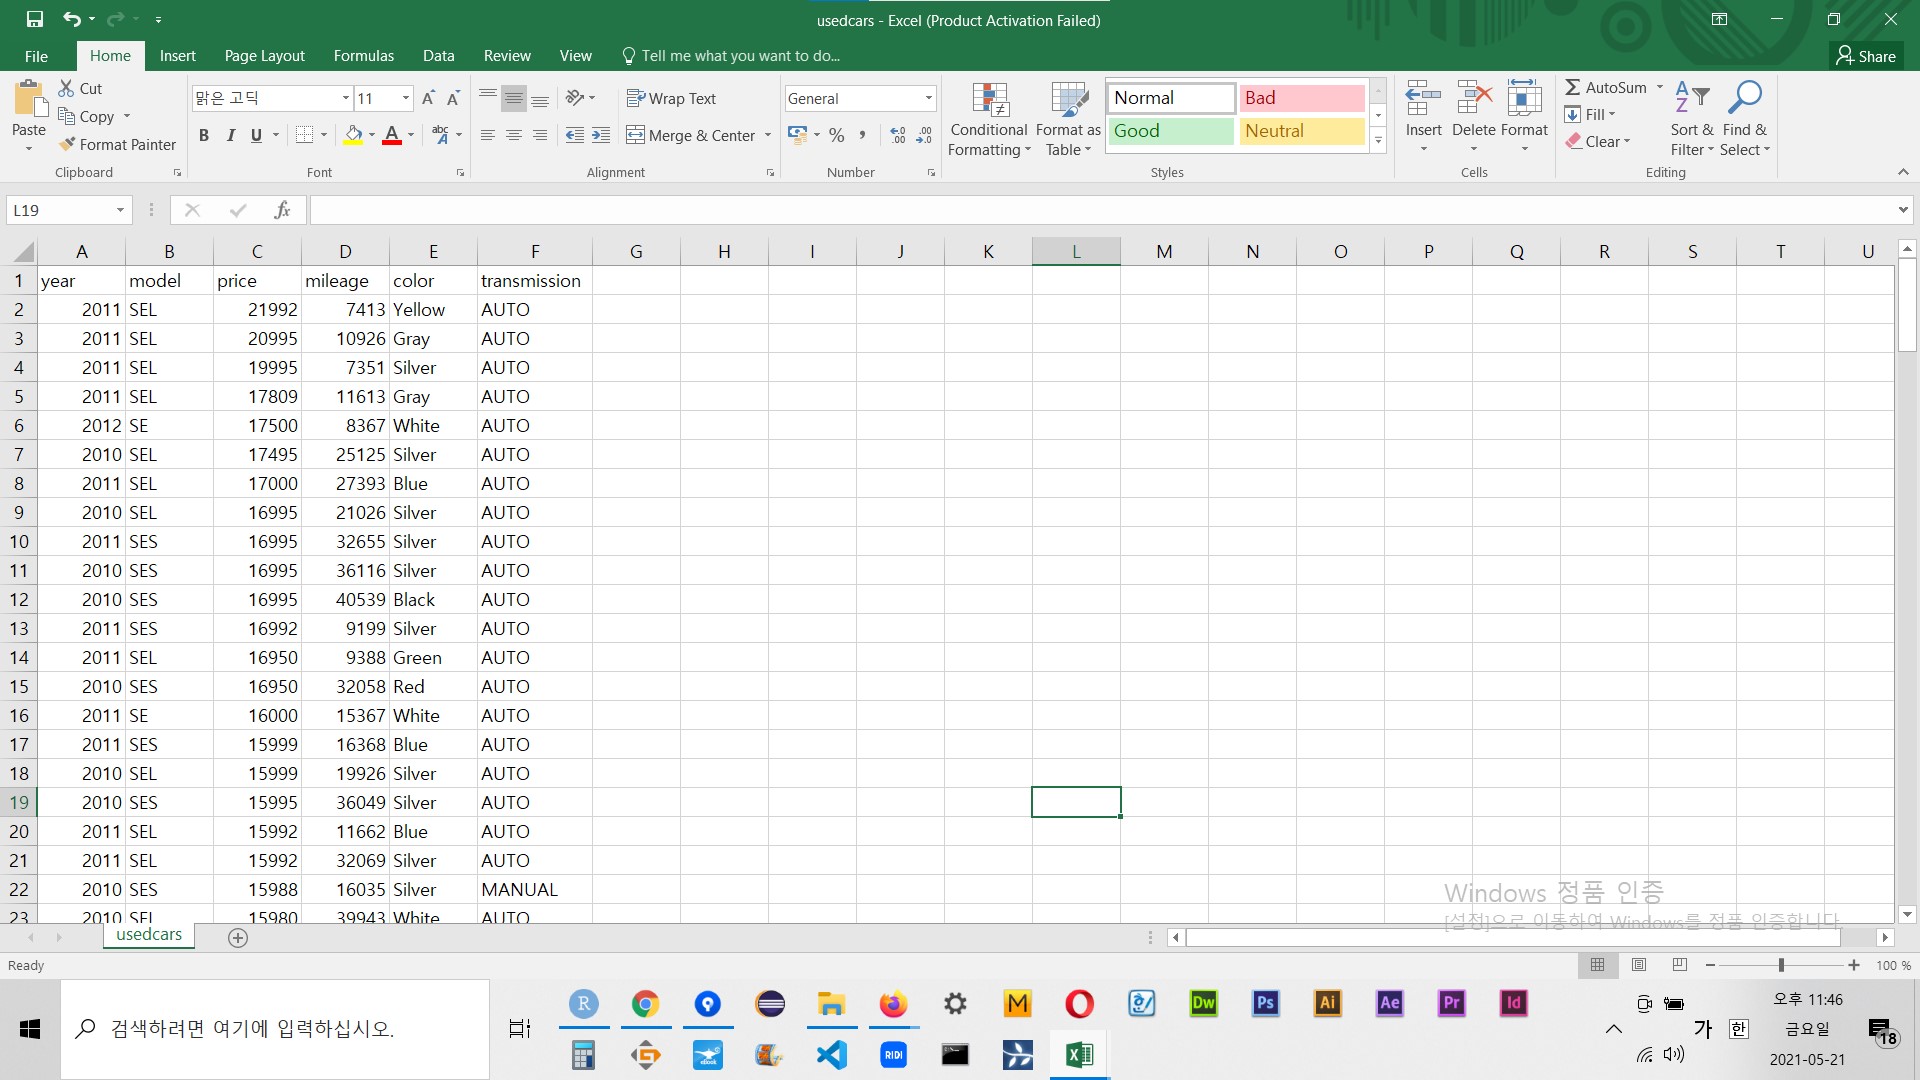 usedcars - Excel (Product Activation Failed)
File Home Insert Page Layout Formulas Data Review View Tell me what you want to do... Share
Paste Cut Copy Format Painter Clipboard
맑은 고딕 11 B I U abc Font
Wrap Text Merge & Center Alignment
General % , Number
Conditional Formatting Format as Table Normal Bad Good Neutral Styles
Insert Delete Format Cells
AutoSum Fill Clear Sort & Filter Find & Select Editing
L19 fx
A B C D E F G H I J K L M N O P Q R S T U
1 year model price mileage color transmission
2 2011 SEL 21992 7413 Yellow AUTO
3 2011 SEL 20995 10926 Gray AUTO
4 2011 SEL 19995 7351 Silver AUTO
5 2011 SEL 17809 11613 Gray AUTO
6 2012 SE 17500 8367 White AUTO
7 2010 SEL 17495 25125 Silver AUTO
8 2011 SEL 17000 27393 Blue AUTO
9 2010 SEL 16995 21026 Silver AUTO
10 2011 SES 16995 32655 Silver AUTO
11 2010 SES 16995 36116 Silver AUTO
12 2010 SES 16995 40539 Black AUTO
13 2011 SES 16992 9199 Silver AUTO
14 2011 SEL 16950 9388 Green AUTO
15 2010 SES 16950 32058 Red AUTO
16 2011 SE 16000 15367 White AUTO
17 2011 SES 15999 16368 Blue AUTO
18 2010 SEL 15999 19926 Silver AUTO
19 2010 SES 15995 36049 Silver AUTO
20 2011 SEL 15992 11662 Blue AUTO
21 2011 SEL 15992 32069 Silver AUTO
22 2010 SES 15988 16035 Silver MANUAL
23 2010 SEL 15980 39943 White AUTO
Windows 정품 인증
[설정]으로 이동하여 Windows를 정품 인증합니다.
usedcars
Ready 100 %
검색하려면 여기에 입력하십시오.
R M Dw Ps Ai Ae Pr Id
eBook RIDI
가 한
오후 11:46
금요일
2021-05-21
18